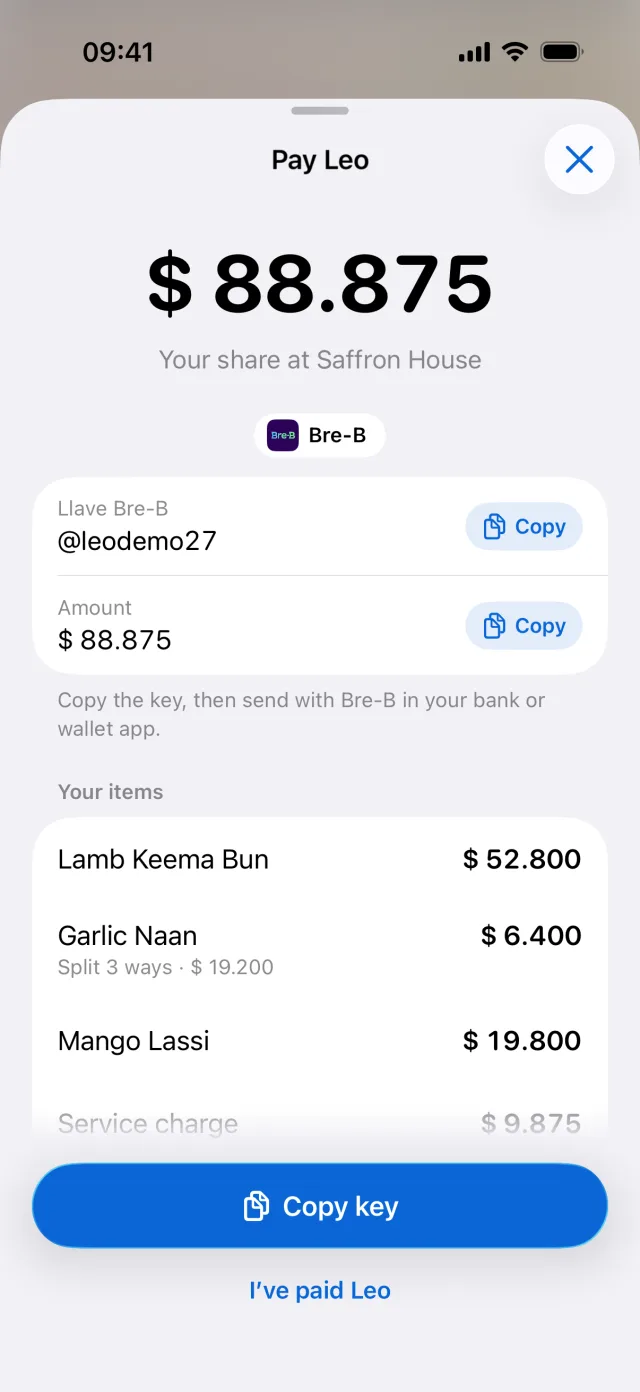 09:41
Pay Leo
$ 88.875
Your share at Saffron House
Bre-B Bre-B
Llave Bre-B
@leodemo27
Copy
Amount
$ 88.875
Copy
Copy the key, then send with Bre-B in your bank or
wallet app.
Your items
Lamb Keema Bun $ 52.800
Garlic Naan $ 6.400
Split 3 ways · $ 19.200
Mango Lassi $ 19.800
Service charge $ 9.875
Copy key
I’ve paid Leo